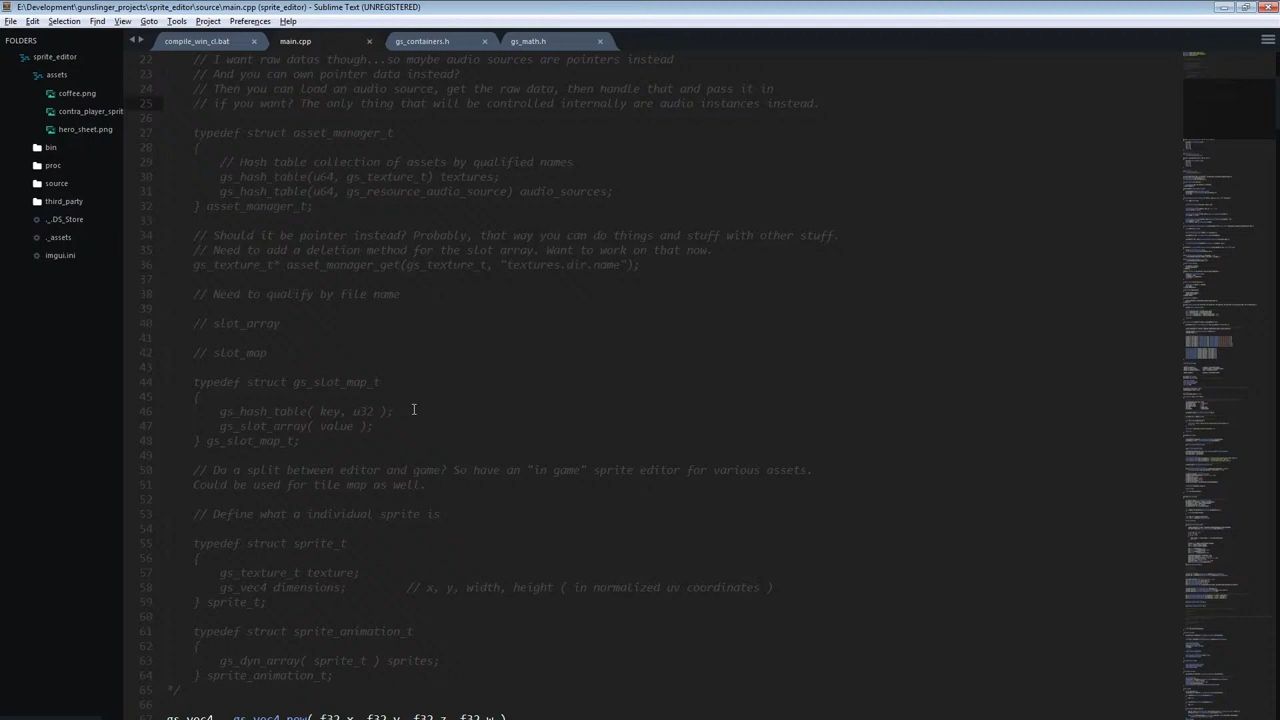 E:\Development\gunslinger_projects\sprite_editor\source\main.cpp (sprite_editor) - Sublime Text (UNREGISTERED)
File Edit Selection Find View Goto Tools Project Preferences Help
FOLDERS
sprite_editor
assets
coffee.png
contra_player_sprit
hero_sheet.png
bin
proc
source
third_party
._DS_Store
._assets
imgui.ini
compile_win_cl.bat main.cpp gs_containers.h gs_math.h
22 // I want raw datas though...so maybe audio sources are pointers instead
23 // And you can own pointer data instead?
24 // Then you can load an audio source, get the raw data, then handle that and pass it in
25 // if you want? The only thing that will be controlled internally are audio instances instead.
26
27 typedef struct asset_manager_t
28 {
29 // Hash table collection of assets by qualified names
30 gs_hash_table(u64, gs_texture_t) textures;
31 gs_hash_table(u64, gs_resource_audio_source) audio_sources;
32 } asset_manager_t;
33
34 // Should it be pointer instead? Probably, that way you can do things and stuff with other stuff.
35 // Need to add a deletion method for the slot array. Want to work on that now.
36 gs_texture_t* asset_manager_get(gs_texture_t, "textures.dir.name");
37
38 // Need to qualify by file name
39
40 // slot_array
41
42 // slot_map
43
44 typedef struct gs_slot_map_t
45 {
46 gs_hash_table( key, u32 );
47 gs_slot_array( value );
48 } gs_slot_map_t;
49
50 // Do a split between editor and game? So have an "in game" sprite editor for various assets.
51 Could be used for tile map as well.
52
53 // Define what a individual sprite is
54
55 typedef struct sprite_t
56 {
57 gs_texture_t texture;
58 gs_vec4 dimensions; // x, y, width, height ( in normalized uv coordinates )
59 } sprite_t;
60
61 typedef struct sprite_animation_t
62 {
63 gs_dyn_array( sprite_t ) sprites;
64 } sprite_animation_t;
65 */
66
gs_vec4 gs_vec4_new( f32 x, f32 y, f32 z, f32 w )